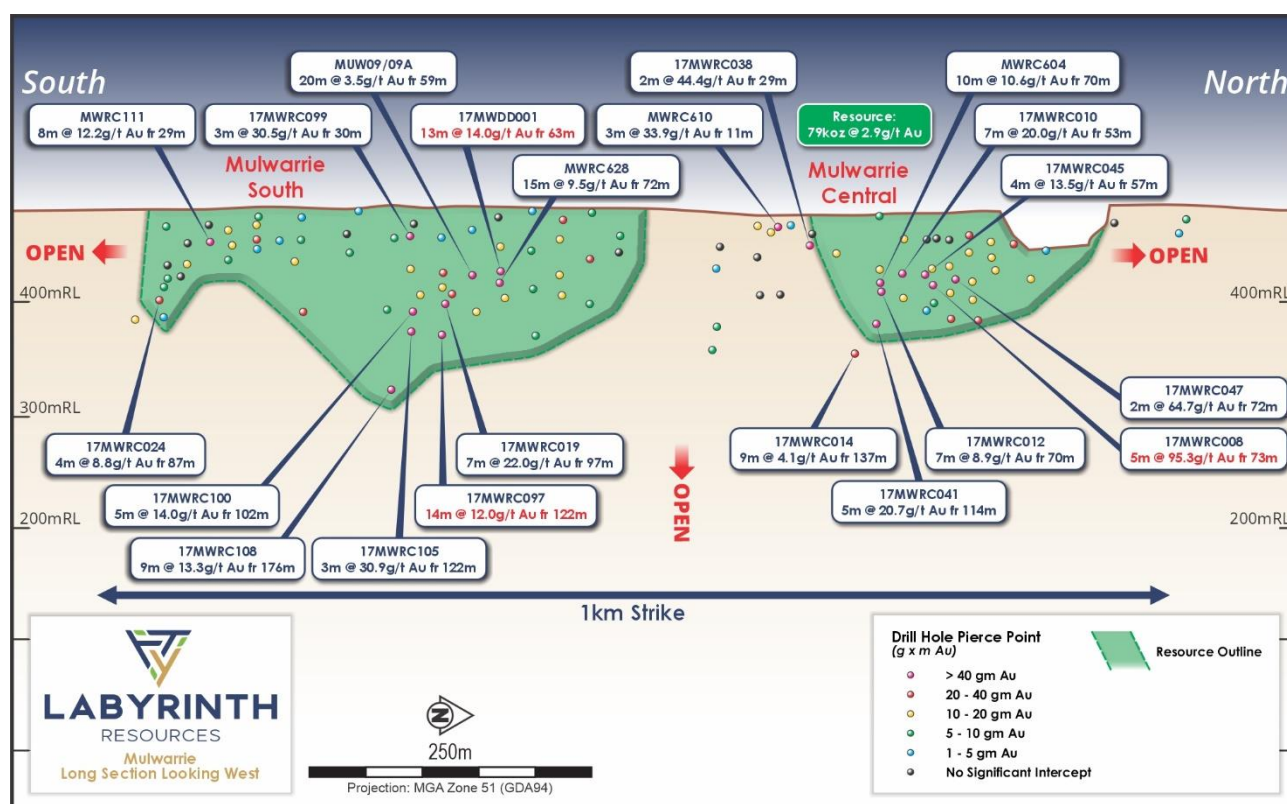 South
North
MUW09/09A
20m @ 3.5g/t Au fr 59m
17MWRC038
2m @ 44.4g/t Au fr 29m
MWRC604
10m @ 10.6g/t Au fr 70m
MWRC111
8m @ 12.2g/t Au fr 29m
17MWRC099
3m @ 30.5g/t Au fr 30m
17MWDD001
13m @ 14.0g/t Au fr 63m
MWRC610
3m @ 33.9g/t Au fr 11m
Resource:
79koz @ 2.9g/t Au
17MWRC010
7m @ 20.0g/t Au fr 53m
Mulwarrie
South
MWRC628
15m @ 9.5g/t Au fr 72m
Mulwarrie
Central
17MWRC045
4m @ 13.5g/t Au fr 57m
OPEN
OPEN
400mRL
400mRL
300mRL
17MWRC047
2m @ 64.7g/t Au fr 72m
17MWRC024
4m @ 8.8g/t Au fr 87m
17MWRC019
7m @ 22.0g/t Au fr 97m
OPEN
17MWRC014
9m @ 4.1g/t Au fr 137m
17MWRC012
7m @ 8.9g/t Au fr 70m
17MWRC008
5m @ 95.3g/t Au fr 73m
17MWRC100
5m @ 14.0g/t Au fr 102m
17MWRC097
14m @ 12.0g/t Au fr 122m
17MWRC041
5m @ 20.7g/t Au fr 114m
200mRL
200mRL
17MWRC108
9m @ 13.3g/t Au fr 176m
17MWRC105
3m @ 30.9g/t Au fr 122m
1km Strike
LABYRINTH
RESOURCES
Mulwarrie
Long Section Looking West
N
250m
Projection: MGA Zone 51 (GDA94)
Drill Hole Pierce Point
(g x m Au)
> 40 gm Au
20 - 40 gm Au
10 - 20 gm Au
5 - 10 gm Au
1 - 5 gm Au
No Significant Intercept
Resource Outline